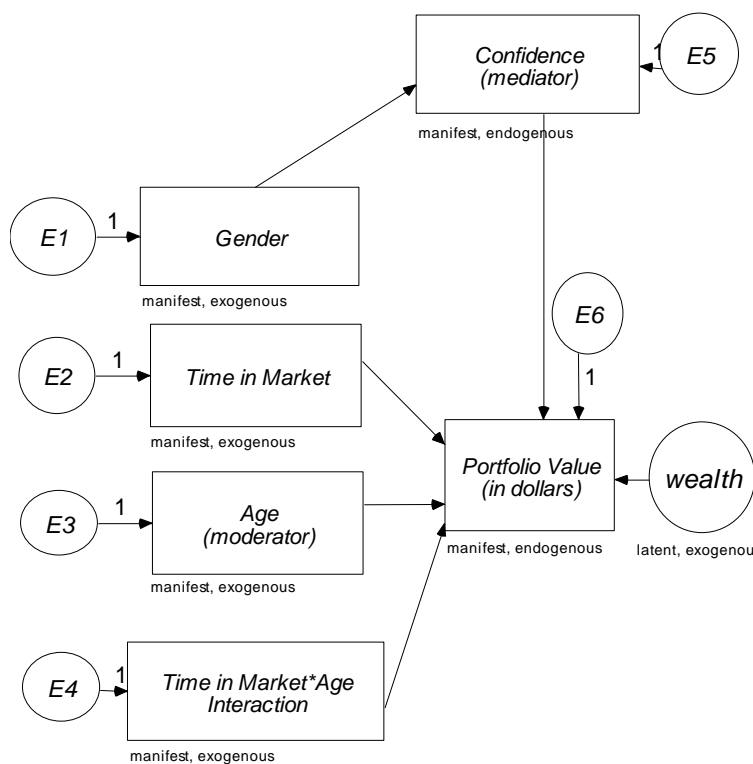 Confidence
(mediator)
1
E5
manifest, endogenous
E1
1
Gender
manifest, exogenous
E6
1
E2
1
Time in Market
manifest, exogenous
Portfolio Value
(in dollars)
manifest, endogenous
wealth
latent, exogenou
E3
1
Age
(moderator)
manifest, exogenous
E4
1
Time in Market*Age
Interaction
manifest, exogenous